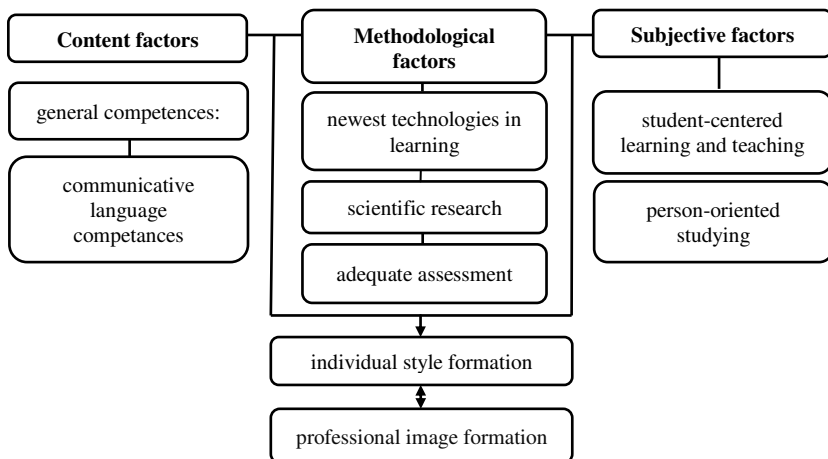 Content factors
general competences:
communicative
language
competances
Methodological
factors
newest technologies in
learning
scientific research
adequate assessment
Subjective factors
student-centered
learning and teaching
person-oriented
studying
individual style formation
professional image formation